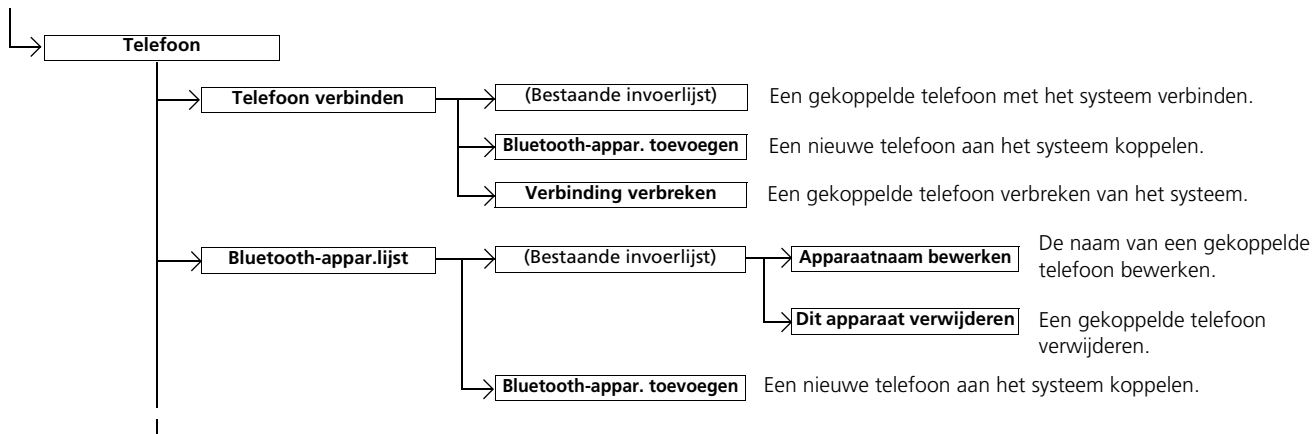 Telefoon
Telefoon verbinden
(Bestaande invoerlijst)
Een gekoppelde telefoon met het systeem verbinden.
Bluetooth-appar. toevoegen
Een nieuwe telefoon aan het systeem koppelen.
Verbinding verbreken
Een gekoppelde telefoon verbreken van het systeem.
Bluetooth-appar.lijst
(Bestaande invoerlijst)
Apparaatnaam bewerken
De naam van een gekoppelde
telefoon bewerken.
Dit apparaat verwijderen
Een gekoppelde telefoon
verwijderen.
Bluetooth-appar. toevoegen
Een nieuwe telefoon aan het systeem koppelen.